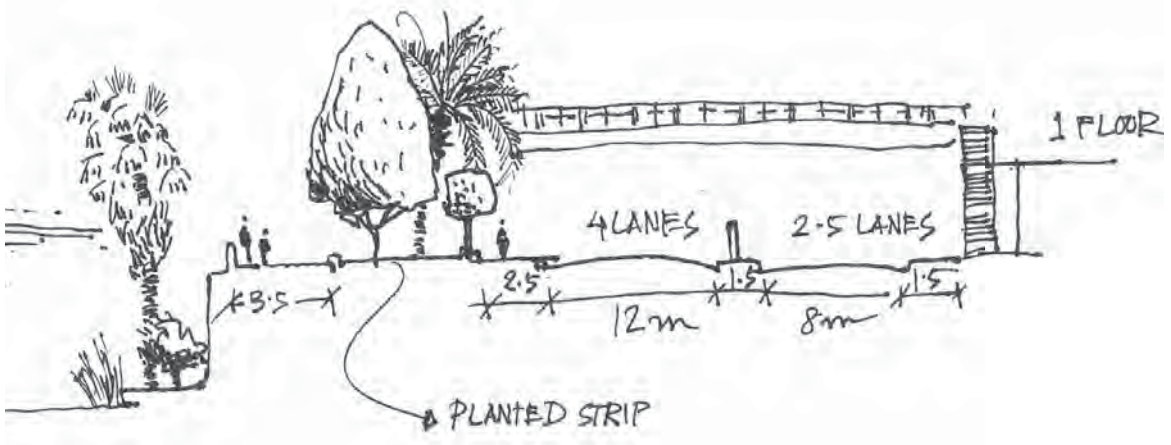 1 FLOOR
4 LANES
2.5 LANES
3.5
2.5
1.5
1.5
12m
8m
PLANTED STRIP